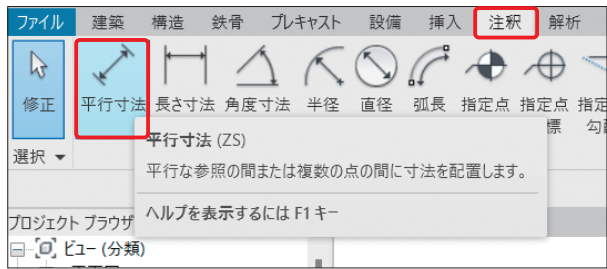 ファイル 建築 構造 鉄骨 プレキャスト 設備 挿入 注釈 解析
修正 平行寸法 長さ寸法 角度寸法 半径 直径 弧長 指定点 指定点
標
選択 ▼
平行寸法 (ZS)
平行な参照の間または複数の点の間に寸法を配置します。
ヘルプを表示するには F1 キー
プロジェクト ブラウザ
ビュー (分類)